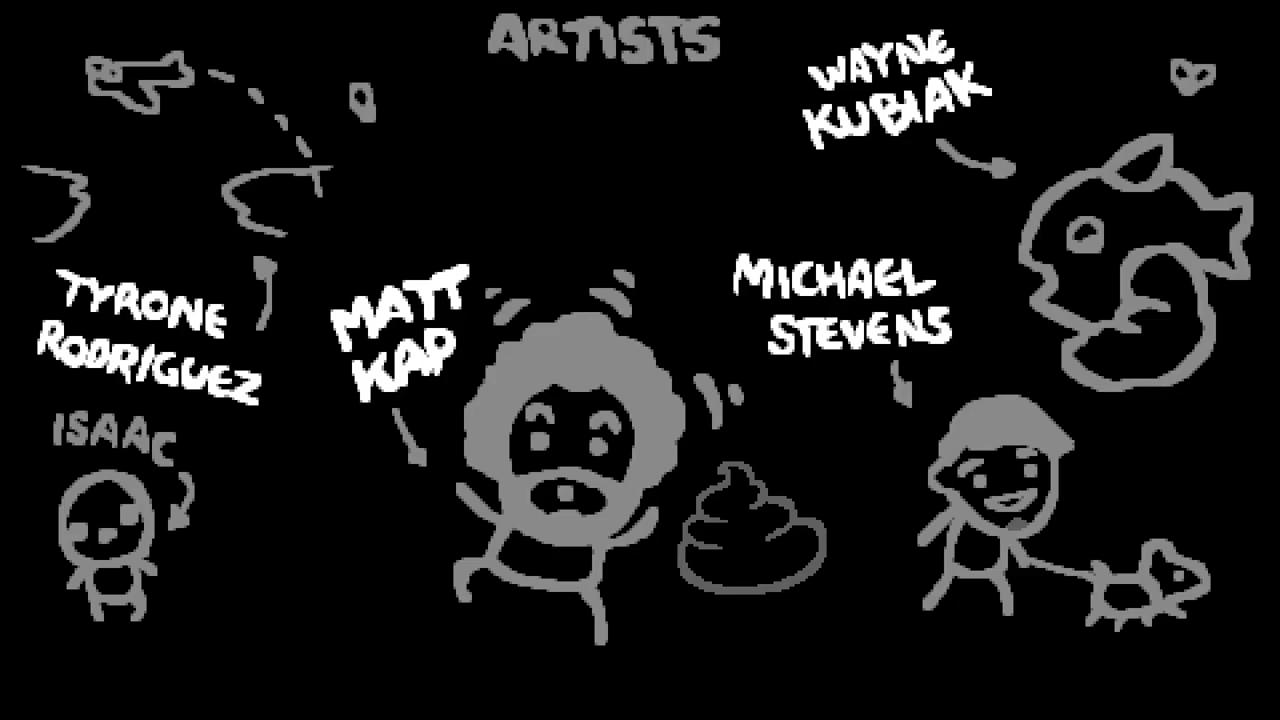 ARTISTS
WAYNE
KUBIAK
TYRONE
RODRIGUEZ
MATT
KAP
MICHAEL
STEVENS
ISAAC